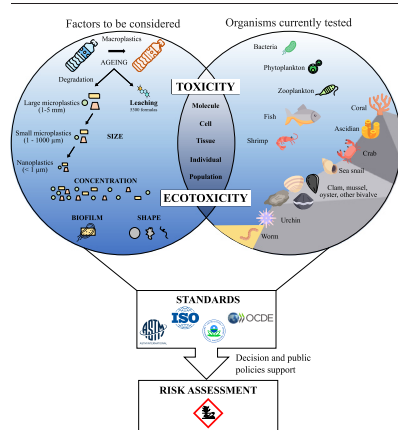 Factors to be considered
Organisms currently tested
Macroplastics
AGEING
Degradation
Leaching
5300 formulas
Large microplastics
(1-5 mm)
Small microplastics
(1 - 1000 µm)
SIZE
Nanoplastics
(< 1 µm)
CONCENTRATION
BIOFILM
SHAPE
TOXICITY
Molecule
Cell
Tissue
Individual
Population
ECOTOXICITY
Bacteria
Phytoplankton
Zooplankton
Fish
Shrimp
Coral
Ascidian
Crab
Sea snail
Clam, mussel,
oyster, other bivalve
Urchin
Worm
STANDARDS
ASTM
ISO
OCDE
Decision and public
policies support
RISK ASSESSMENT